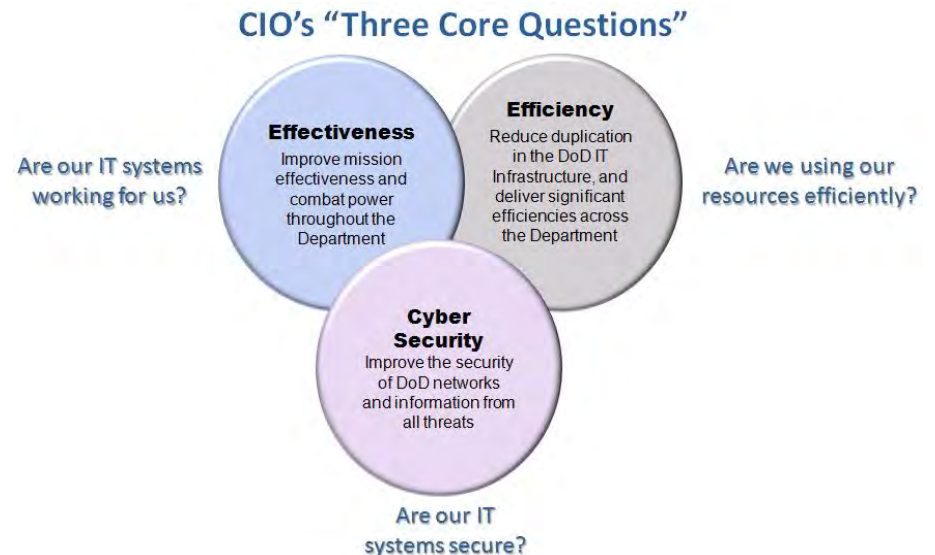 CIO's “Three Core Questions”
Are our IT systems
working for us?
Effectiveness
Improve mission
effectiveness and
combat power
throughout the
Department
Efficiency
Reduce duplication
in the DoD IT
Infrastructure, and
deliver significant
efficiencies across
the Department
Are we using our
resources efficiently?
Cyber
Security
Improve the security
of DoD networks
and information from
all threats
Are our IT
systems secure?